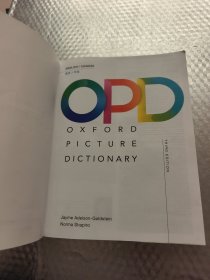 OPD
OXFORD
PICTURE
DICTIONARY
THIRD EDITION
Jayme Adelson-Goldstein
Norma Shapiro